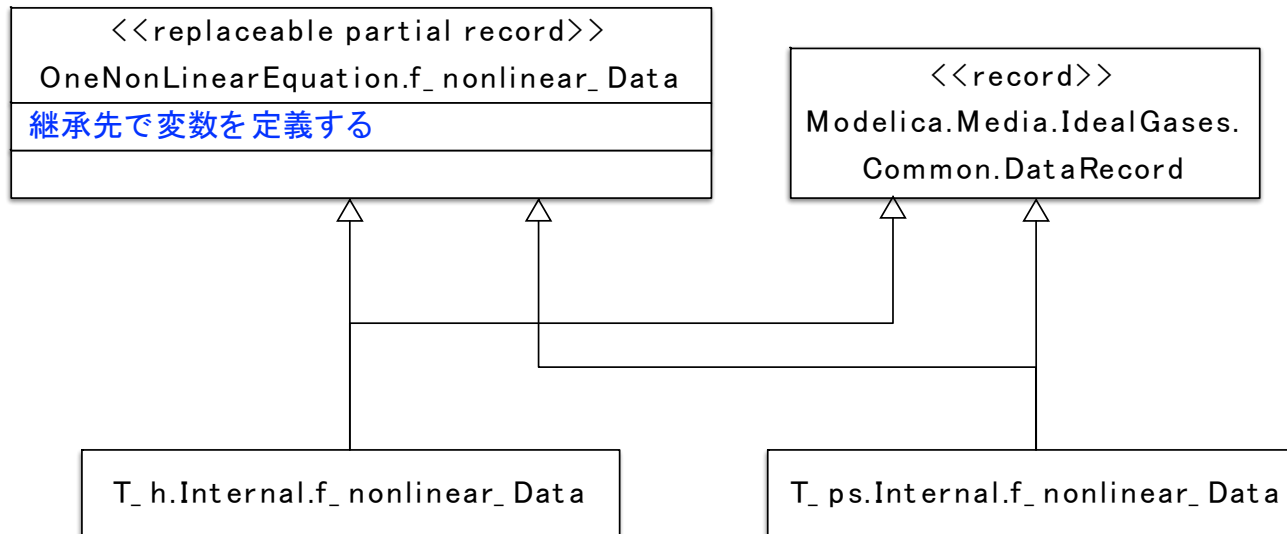 <<replaceable partial record>>
OneNonLinearEquation.f_nonlinear_Data
継承先で変数を定義する
<<record>>
Modelica.Media.IdealGases.
Common.DataRecord
T_h.Internal.f_nonlinear_Data
T_ps.Internal.f_nonlinear_Data